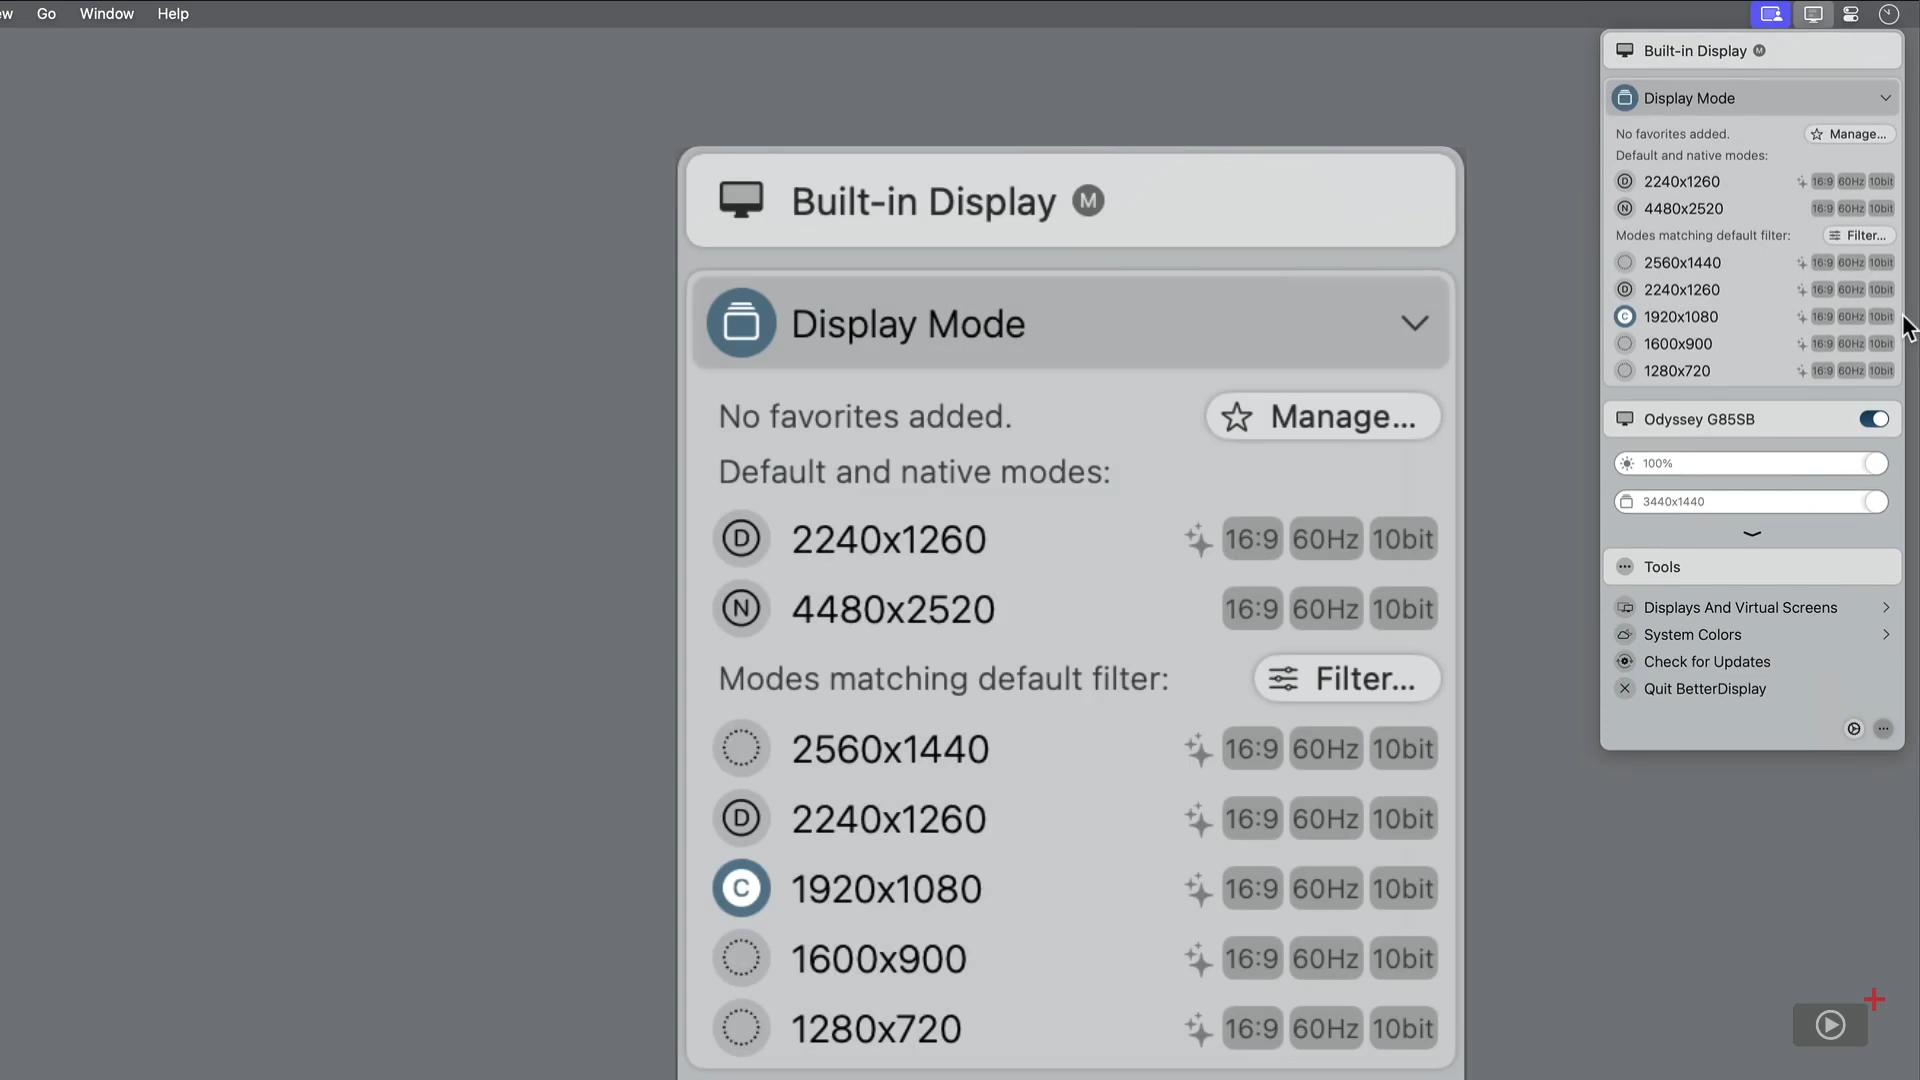 ew Go Window Help
Built-in Display M
Display Mode
No favorites added. Manage...
Default and native modes:
D 2240x1260 16:9 60Hz 10bit
N 4480x2520 16:9 60Hz 10bit
Modes matching default filter: Filter...
2560x1440 16:9 60Hz 10bit
D 2240x1260 16:9 60Hz 10bit
C 1920x1080 16:9 60Hz 10bit
1600x900 16:9 60Hz 10bit
1280x720 16:9 60Hz 10bit
Built-in Display M
Display Mode
No favorites added. Manage...
Default and native modes:
D 2240x1260 16:9 60Hz 10bit
N 4480x2520 16:9 60Hz 10bit
Modes matching default filter: Filter...
2560x1440 16:9 60Hz 10bit
D 2240x1260 16:9 60Hz 10bit
C 1920x1080 16:9 60Hz 10bit
1600x900 16:9 60Hz 10bit
1280x720 16:9 60Hz 10bit
Odyssey G85SB
100%
3440x1440
Tools
Displays And Virtual Screens
System Colors
Check for Updates
Quit BetterDisplay